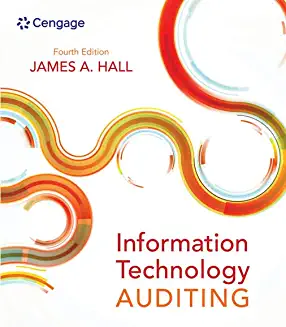 Cengage
Fourth Edition
JAMES A. HALL
Information
Technology
AUDITING